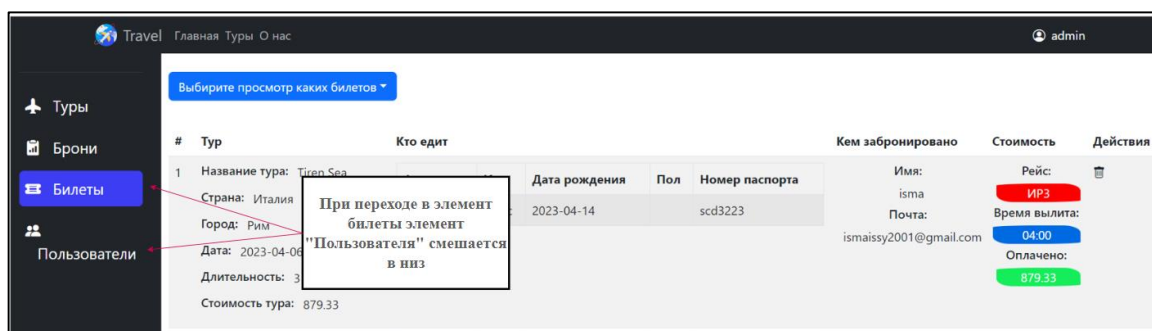 Travel Главная Туры О нас admin
Выбирите просмотр каких билетов
Туры
Брони
Билеты
Пользователи
# Тур Кто едит Кем забронировано Стоимость Действия
1 Название тура: Tiren Sea
Страна: Италия
Город: Рим
Дата: 2023-04-06
Длительность: 3
Стоимость тура: 879.33
Дата рождения Пол Номер паспорта
2023-04-14 scd3223
При переходе в элемент
билеты элемент
"Пользователя" смешается
в низ
Имя:
isma
Почта:
ismaissy2001@gmail.com
Рейс:
ИР3
Время вылита:
04:00
Оплачено:
879.33